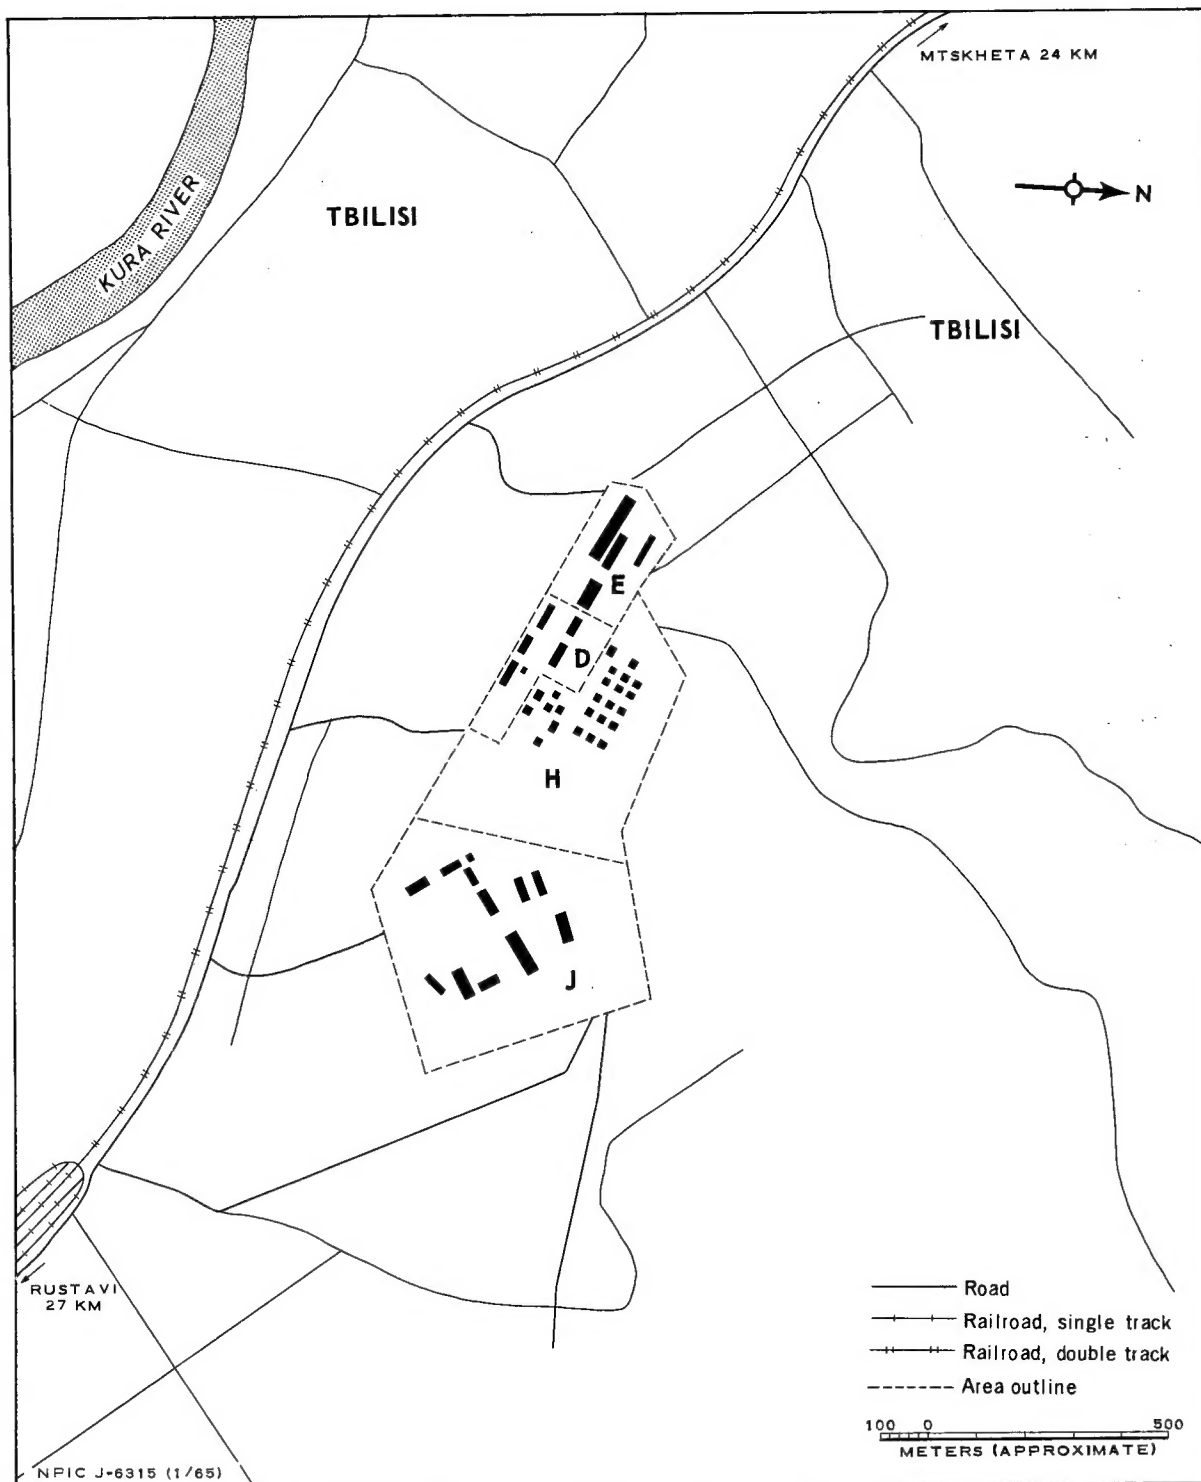 MTSKHETA 24 KM
N
KURA RIVER
TBILISI
TBILISI
E
D
H
J
RUSTAVI
27 KM
Road
Railroad, single track
Railroad, double track
Area outline
100 0 500
METERS (APPROXIMATE)
NPIC J-6315 (1/65)